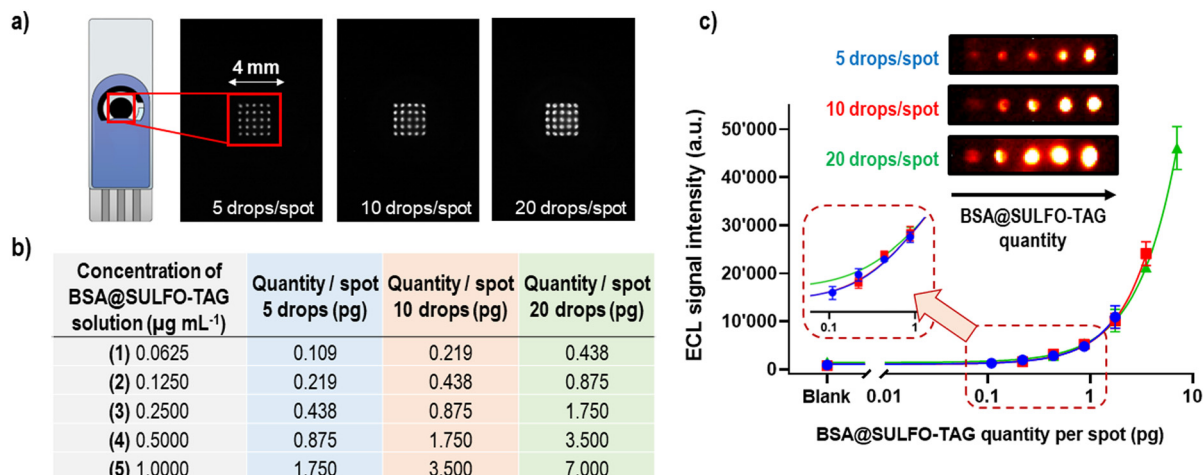 a)
4 mm
5 drops/spot
10 drops/spot
20 drops/spot
b)
Concentration of
BSA@SULFO-TAG
solution (µg mL-1)
Quantity / spot
5 drops (pg)
Quantity / spot
10 drops (pg)
Quantity / spot
20 drops (pg)
(1) 0.0625 0.109 0.219 0.438
(2) 0.1250 0.219 0.438 0.875
(3) 0.2500 0.438 0.875 1.750
(4) 0.5000 0.875 1.750 3.500
(5) 1.0000 1.750 3.500 7.000
c)
5 drops/spot
10 drops/spot
20 drops/spot
BSA@SULFO-TAG
quantity
ECL signal intensity (a.u.)
50'000
40'000
30'000
20'000
10'000
0
0.1 1
Blank 0.01 0.1 1 10
BSA@SULFO-TAG quantity per spot (pg)